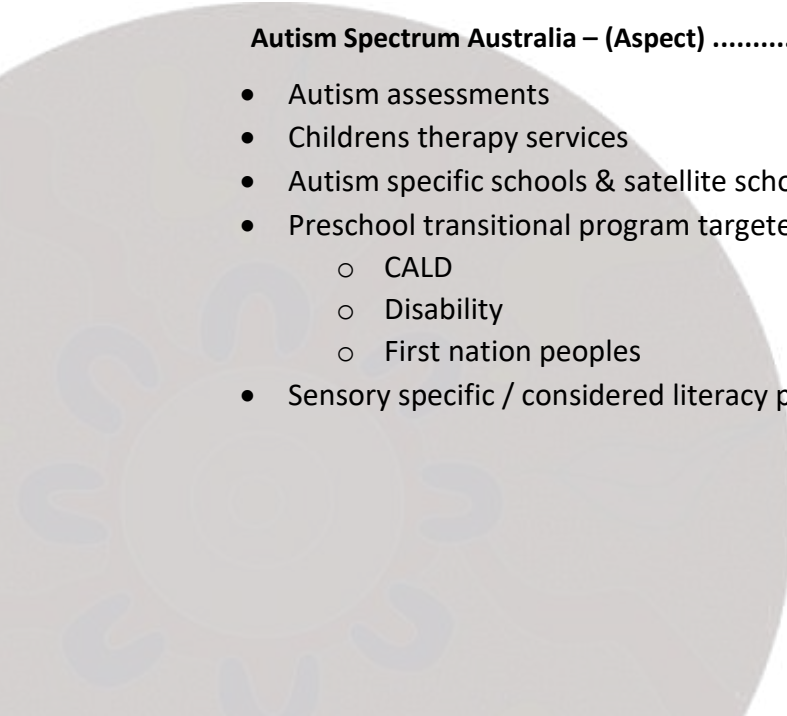 Autism Spectrum Australia – (Aspect) ...........
• Autism assessments
• Childrens therapy services
• Autism specific schools & satellite scho
• Preschool transitional program targete
o CALD
o Disability
o First nation peoples
• Sensory specific / considered literacy p